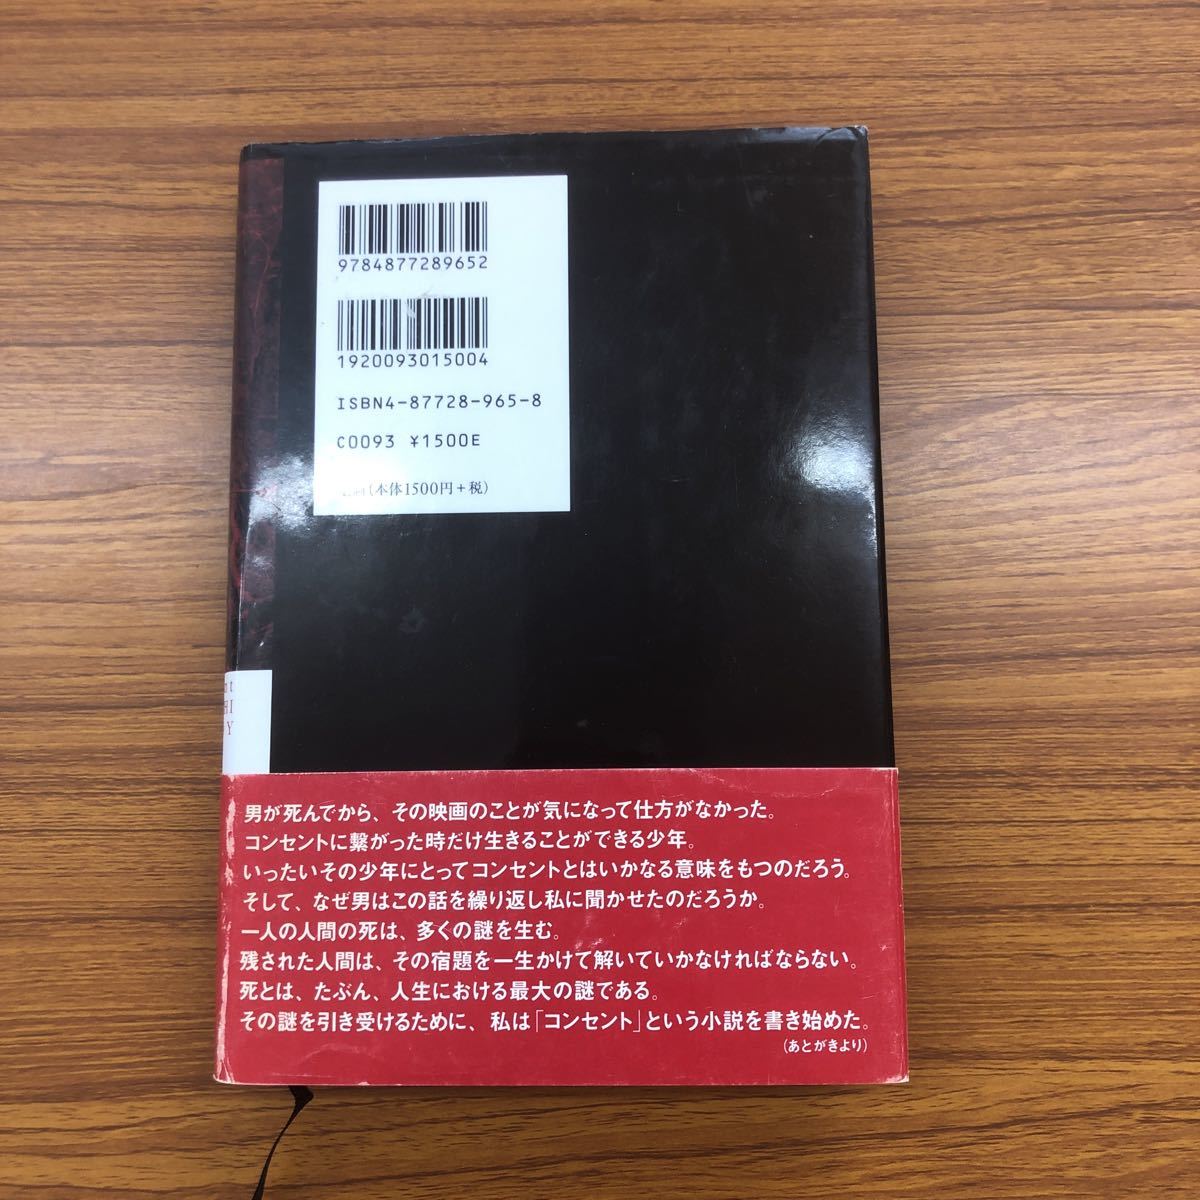 9784877289652
1920093015004
ISBN4-87728-965-8
C0093 ¥1500E
(本体1500円+税)
nt
HI
Y
男が死んでから、その映画のことが気になって仕方がなかった。
コンセントに繋がった時だけ生きることができる少年。
いったいその少年にとってコンセントとはいかなる意味をもつのだろう。
そして、なぜ男はこの話を繰り返し私に聞かせたのだろうか。
一人の人間の死は、多くの謎を生む。
残された人間は、その宿題を一生かけて解いていかなければならない。
死とは、たぶん、人生における最大の謎である。
その謎を引き受けるために、私は「コンセント」という小説を書き始めた。
(あとがきより)